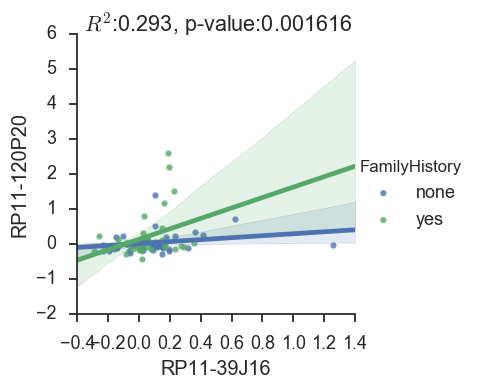 R²:0.293, p-value:0.001616
6
5
4
3
2
1
0
−1
−2
RP11-120P20
FamilyHistory
none
yes
−0.4−0.2 0.0 0.2 0.4 0.6 0.8 1.0 1.2 1.4
RP11-39J16